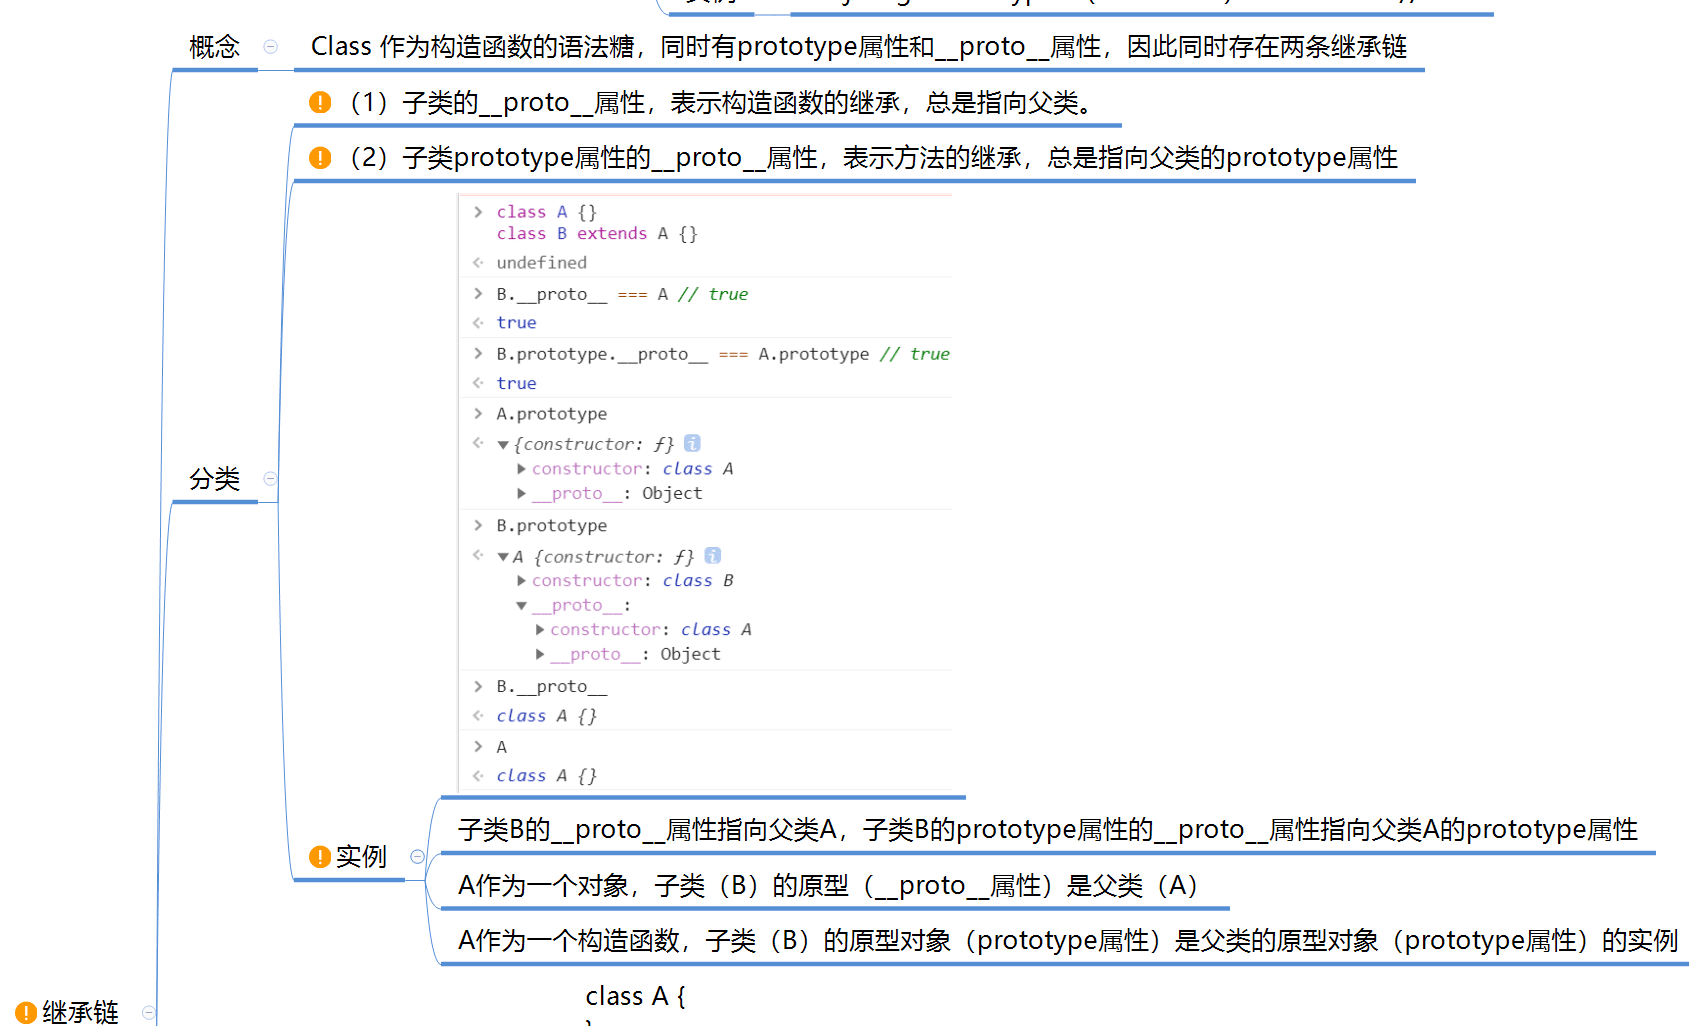 概念
Class 作为构造函数的语法糖，同时有prototype属性和__proto__属性，因此同时存在两条继承链
（1）子类的__proto__属性，表示构造函数的继承，总是指向父类。
（2）子类prototype属性的__proto__属性，表示方法的继承，总是指向父类的prototype属性
class A {}
class B extends A {}
undefined
B.__proto__ === A // true
true
B.prototype.__proto__ === A.prototype // true
true
A.prototype
{constructor: ƒ}
constructor: class A
__proto__: Object
分类
B.prototype
A {constructor: ƒ}
constructor: class B
__proto__:
constructor: class A
__proto__: Object
B.__proto__
class A {}
A
class A {}
子类B的__proto__属性指向父类A，子类B的prototype属性的__proto__属性指向父类A的prototype属性
实例
A作为一个对象，子类（B）的原型（__proto__属性）是父类（A）
A作为一个构造函数，子类（B）的原型对象（prototype属性）是父类的原型对象（prototype属性）的实例
class A {
继承链